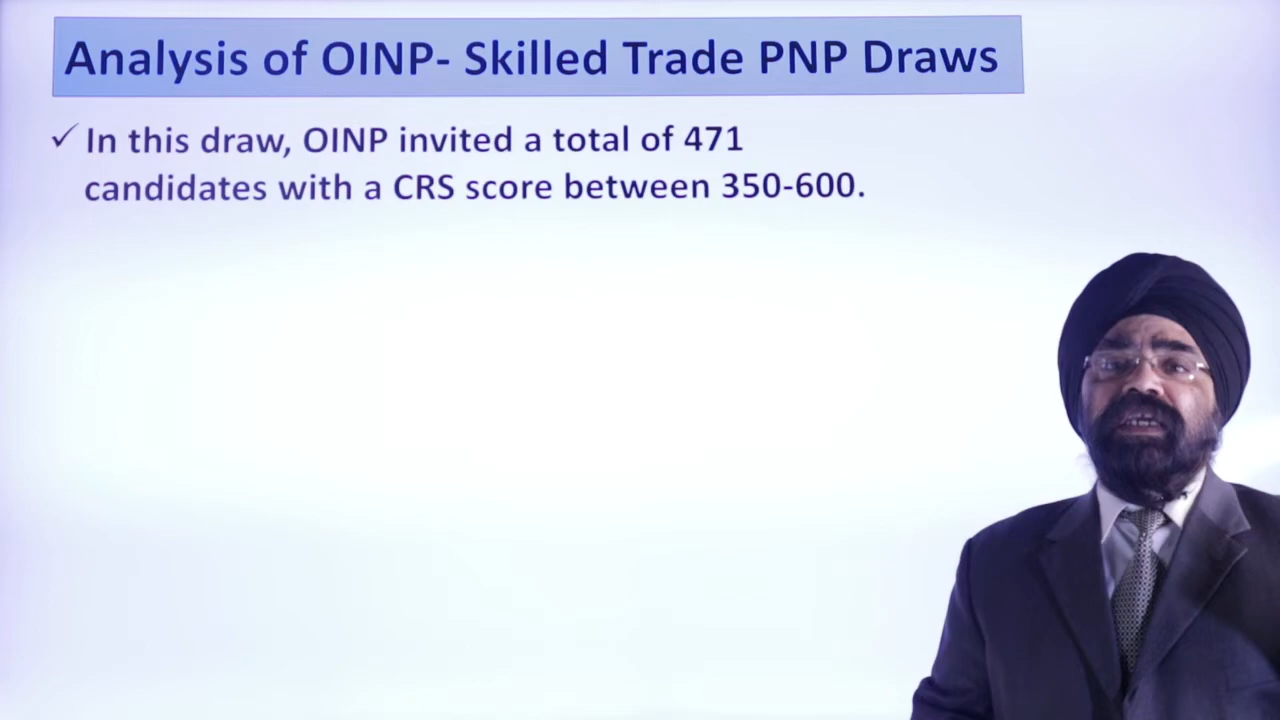 Analysis of OINP- Skilled Trade PNP Draws
✓ In this draw, OINP invited a total of 471
candidates with a CRS score between 350-600.